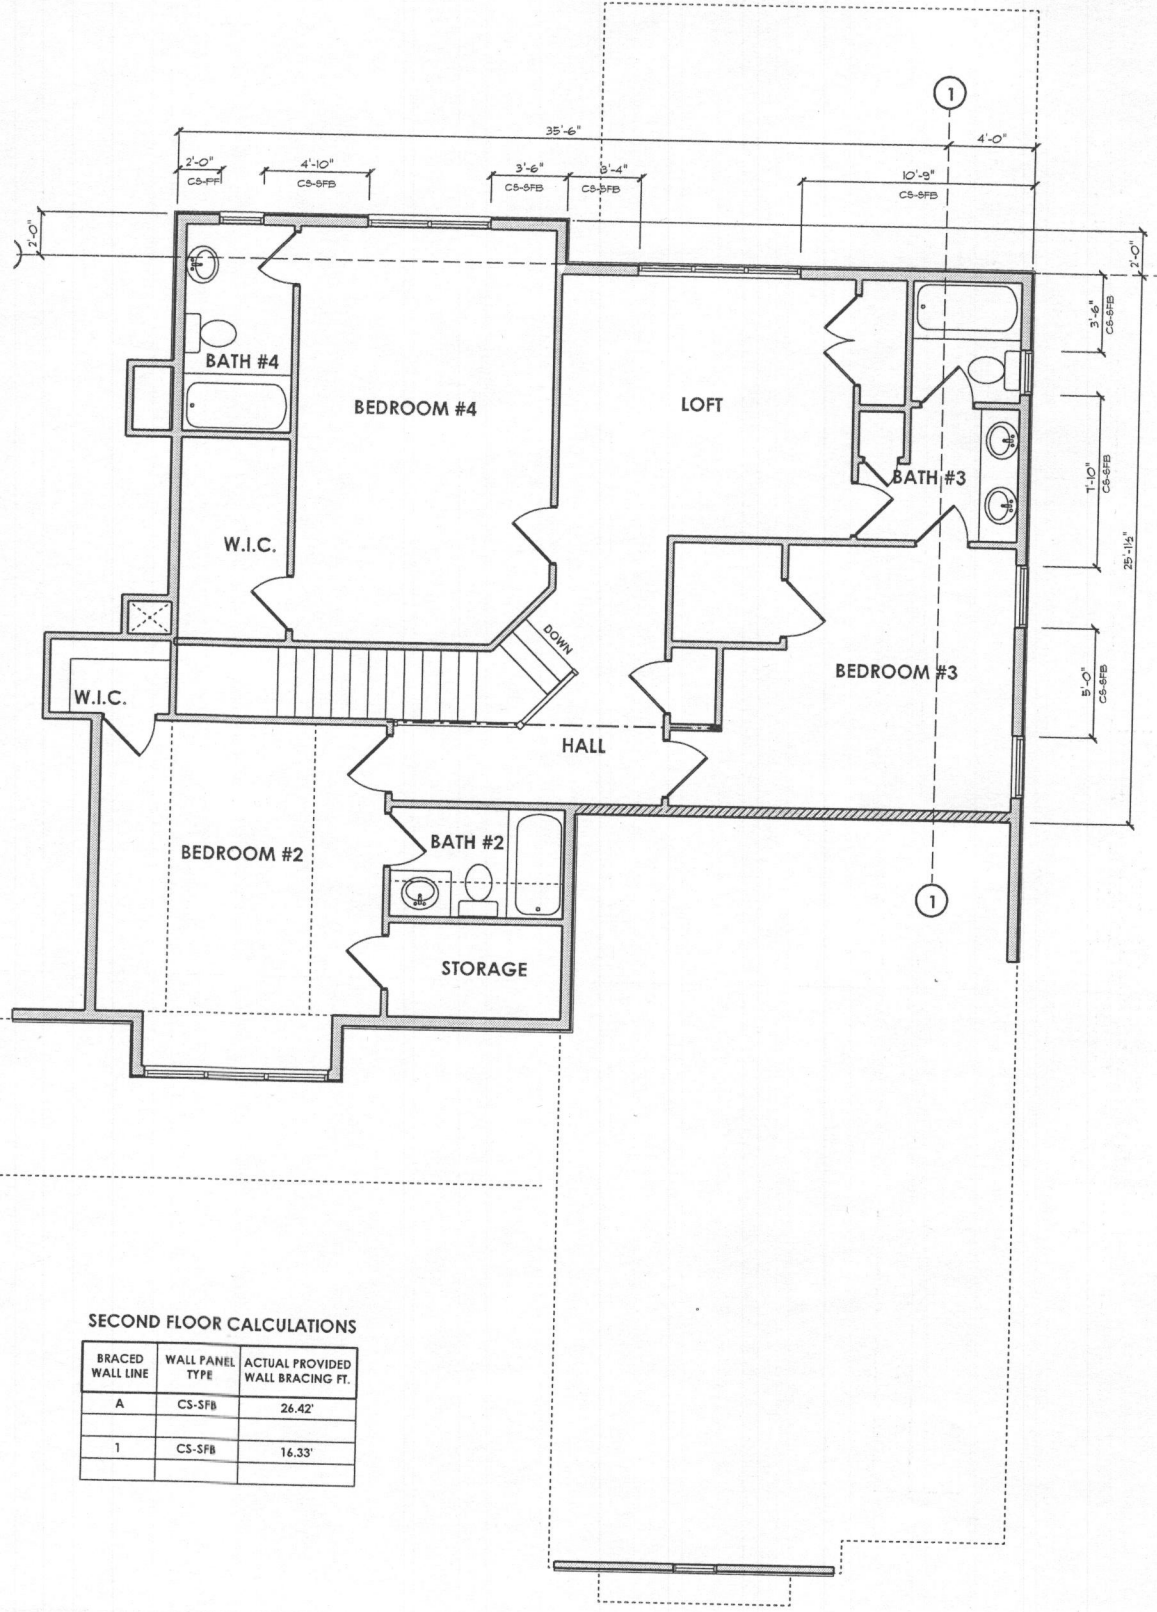 1
35'-6"
4'-0"
2'-0"
CS-PF
4'-10"
CS-SFB
3'-6"
CS-SFB
3'-4"
CS-SFB
10'-9"
CS-SFB
2'-0"
2'-0"
3'-6"
CS-SFB
BATH #4
BEDROOM #4
LOFT
BATH #3
7'-10"
CS-SFB
25'-1½"
W.I.C.
DOWN
BEDROOM #3
5'-0"
CS-SFB
W.I.C.
HALL
BEDROOM #2
BATH #2
1
STORAGE
SECOND FLOOR CALCULATIONS
BRACED
WALL LINE
WALL PANEL
TYPE
ACTUAL PROVIDED
WALL BRACING FT.
A CS-SFB 26.42'
1 CS-SFB 16.33'